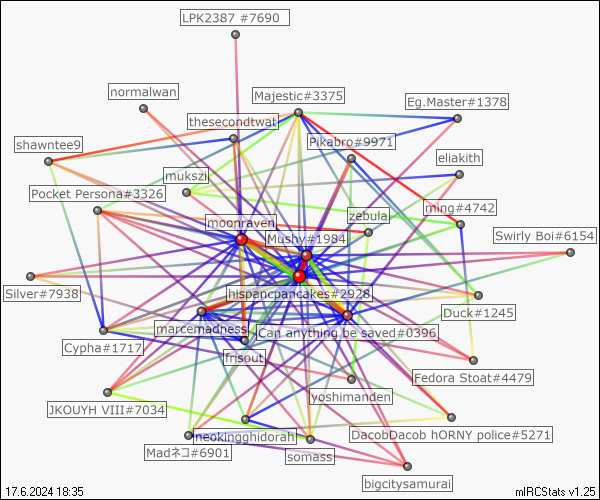 LPK2387 #7690
normalwan
Majestic#3375
Eg.Master#1378
thesecondtwat
Pikabro#9971
shawntee9
eliakith
mukszi
Pocket Persona#3326
ming#4742
zebula
moonraven
Mushy#1984
Swirly Boi#6154
Silver#7938
hispancpancakes#2928
Duck#1245
marcemadness
Can anything be saved#0396
Cypha#1717
frisout
Fedora Stoat#4479
yoshimanden
JKOUYH VIII#7034
DacobDacob hORNY police#5271
neokingghidorah
Madネコ#6901
somass
bigcitysamurai
17.6.2024 18:35
mIRCStats v1.25